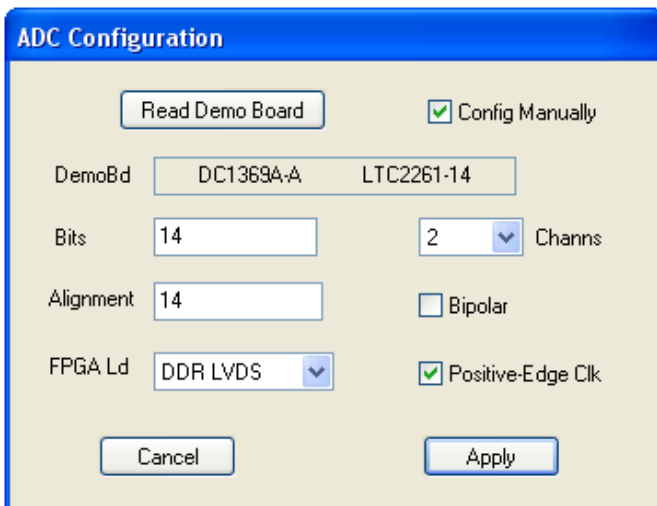 ADC Configuration
Read Demo Board Config Manually
DemoBd DC1369A-A LTC2261-14
Bits 14 2 Channs
Alignment 14 Bipolar
FPGA Ld DDR LVDS Positive-Edge Clk
Cancel Apply